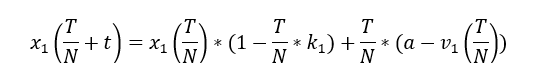 x₁(T/N + t) = x₁(T/N) * (1 − T/N * k₁) + T/N * (a − v₁(T/N))